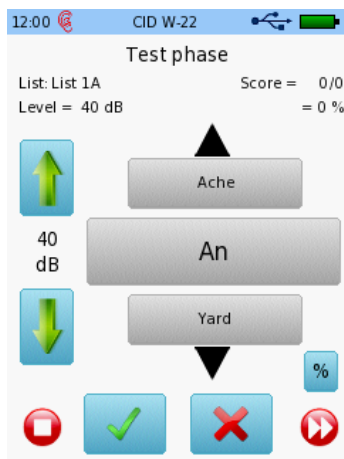 12:00 CID W-22
Test phase
List: List 1A Score = 0/0
Level = 40 dB = 0 %
Ache
40
dB
An
Yard
%